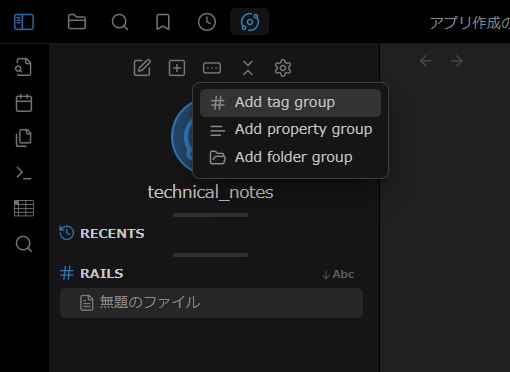 アプリ作成の
Add tag group
Add property group
Add folder group
technical_notes
RECENTS
RAILS
↓Abc
無題のファイル